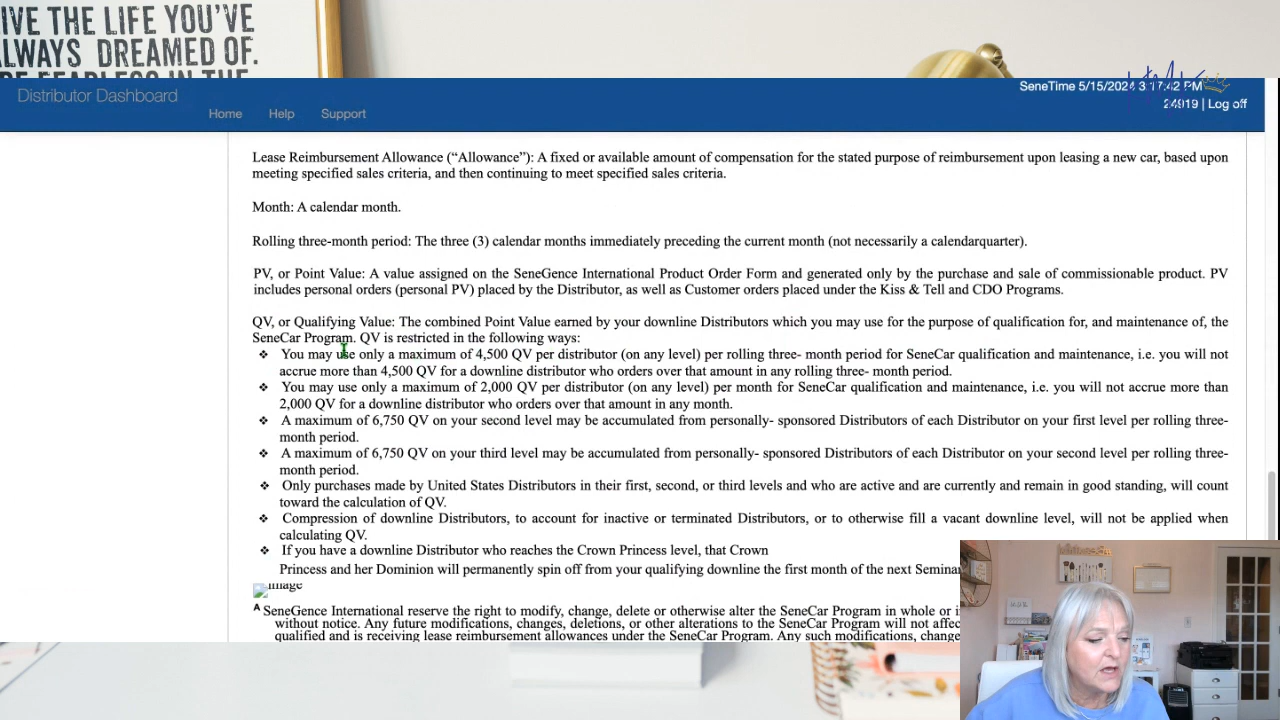 IVE THE LIFE YOU'VE
LWAYS DREAMED OF.
Distributor Dashboard
Home Help Support
SeneTime 5/15/2024 3:17:42 PM
24919 | Log off
Lease Reimbursement Allowance (“Allowance”): A fixed or available amount of compensation for the stated purpose of reimbursement upon leasing a new car, based upon
meeting specified sales criteria, and then continuing to meet specified sales criteria.
Month: A calendar month.
Rolling three-month period: The three (3) calendar months immediately preceding the current month (not necessarily a calendarquarter).
PV, or Point Value: A value assigned on the SeneGence International Product Order Form and generated only by the purchase and sale of commissionable product. PV
includes personal orders (personal PV) placed by the Distributor, as well as Customer orders placed under the Kiss & Tell and CDO Programs.
QV, or Qualifying Value: The combined Point Value earned by your downline Distributors which you may use for the purpose of qualification for, and maintenance of, the
SeneCar Program. QV is restricted in the following ways:
❖ You may use only a maximum of 4,500 QV per distributor (on any level) per rolling three- month period for SeneCar qualification and maintenance, i.e. you will not
accrue more than 4,500 QV for a downline distributor who orders over that amount in any rolling three- month period.
❖ You may use only a maximum of 2,000 QV per distributor (on any level) per month for SeneCar qualification and maintenance, i.e. you will not accrue more than
2,000 QV for a downline distributor who orders over that amount in any month.
❖ A maximum of 6,750 QV on your second level may be accumulated from personally- sponsored Distributors of each Distributor on your first level per rolling three-
month period.
❖ A maximum of 6,750 QV on your third level may be accumulated from personally- sponsored Distributors of each Distributor on your second level per rolling three-
month period.
❖ Only purchases made by United States Distributors in their first, second, or third levels and who are active and are currently and remain in good standing, will count
toward the calculation of QV.
❖ Compression of downline Distributors, to account for inactive or terminated Distributors, or to otherwise fill a vacant downline level, will not be applied when
calculating QV.
❖ If you have a downline Distributor who reaches the Crown Princess level, that Crown
Princess and her Dominion will permanently spin off from your qualifying downline the first month of the next Seminar
image
A SeneGence International reserve the right to modify, change, delete or otherwise alter the SeneCar Program in whole or i
without notice. Any future modifications, changes, deletions, or other alterations to the SeneCar Program will not affec
qualified and is receiving lease reimbursement allowances under the SeneCar Program. Any such modifications, change